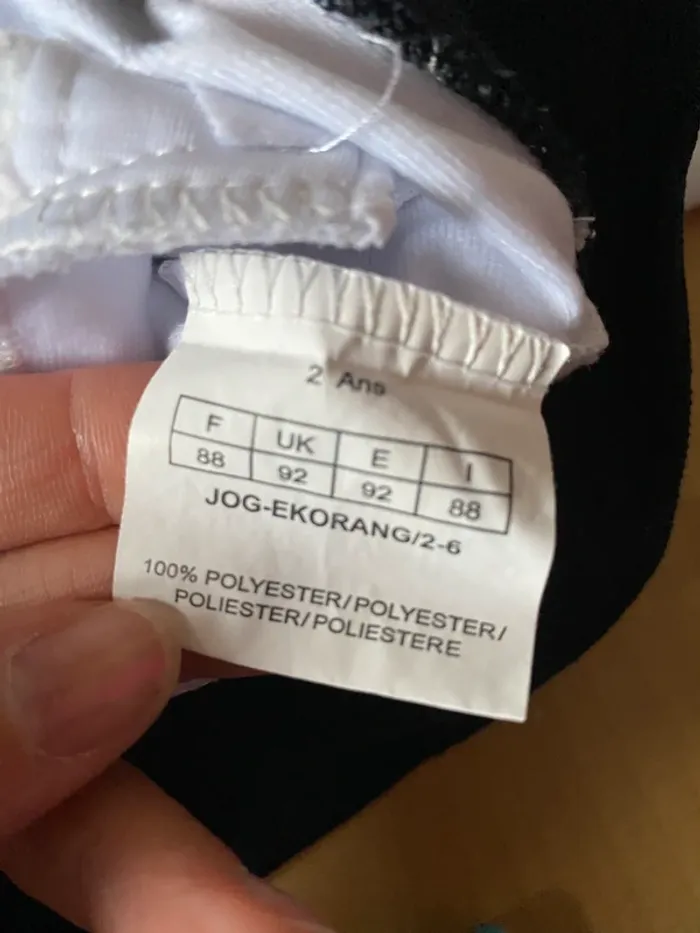 2 Ans
F UK E I
88 92 92 88
JOG-EKORANG/2-6
100% POLYESTER/POLYESTER/
POLIESTER/POLIESTERE